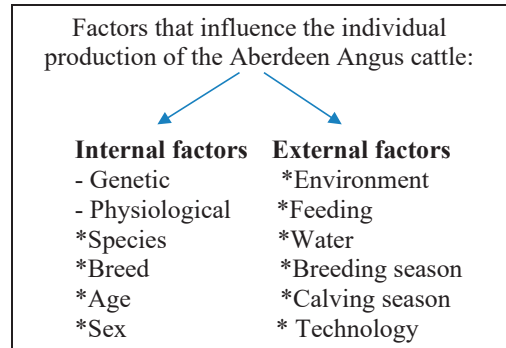 Factors that influence the individual
production of the Aberdeen Angus cattle:
Internal factors
- Genetic
- Physiological
*Species
*Breed
*Age
*Sex
External factors
*Environment
*Feeding
*Water
*Breeding season
*Calving season
* Technology